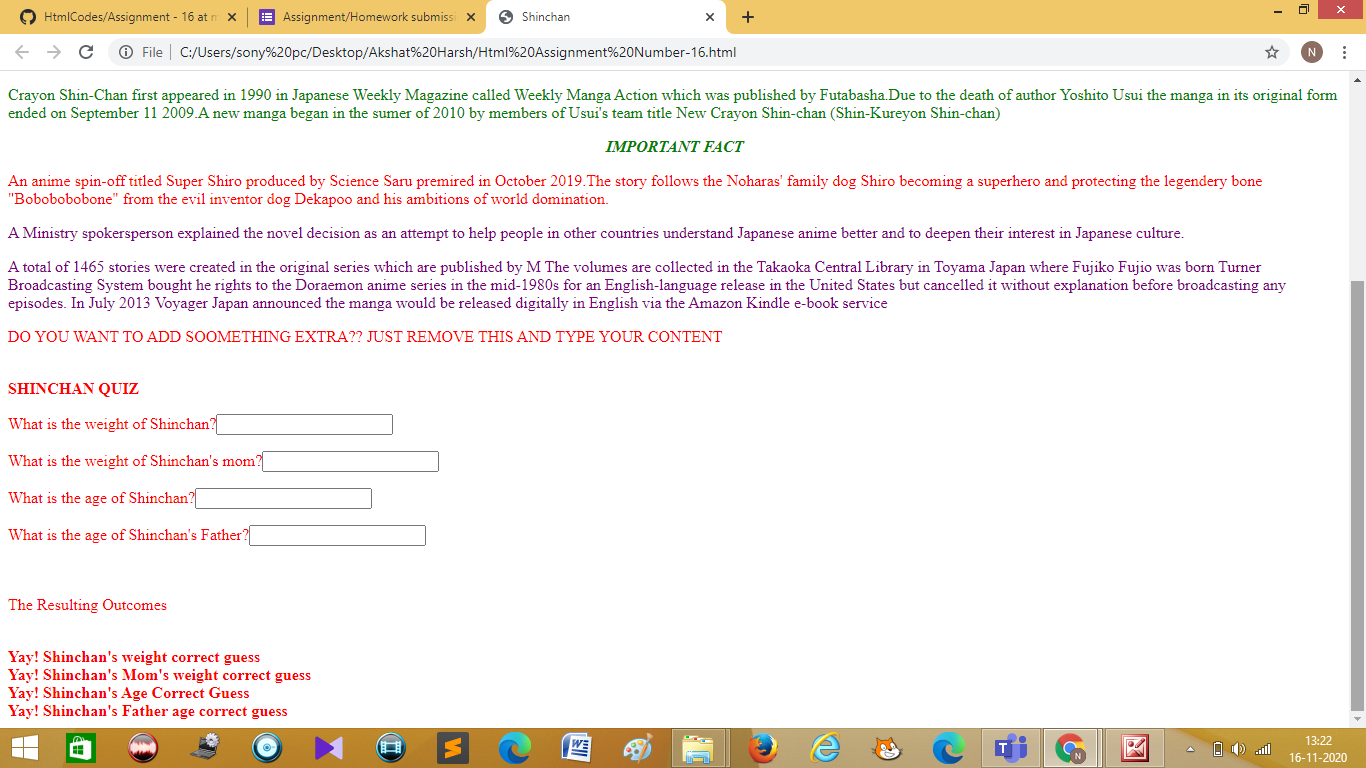 HtmlCodes/Assignment - 16 at m
Assignment/Homework submissi
Shinchan
File
C:/Users/sony%20pc/Desktop/Akshat%20Harsh/Html%20Assignment%20Number-16.html
N
Crayon Shin-Chan first appeared in 1990 in Japanese Weekly Magazine called Weekly Manga Action which was published by Futabasha.Due to the death of author Yoshito Usui the manga in its original form
ended on September 11 2009.A new manga began in the sumer of 2010 by members of Usui's team title New Crayon Shin-chan (Shin-Kureyon Shin-chan)
IMPORTANT FACT
An anime spin-off titled Super Shiro produced by Science Saru premired in October 2019.The story follows the Noharas' family dog Shiro becoming a superhero and protecting the legendery bone
"Bobobobobone" from the evil inventor dog Dekapoo and his ambitions of world domination.
A Ministry spokersperson explained the novel decision as an attempt to help people in other countries understand Japanese anime better and to deepen their interest in Japanese culture.
A total of 1465 stories were created in the original series which are published by M The volumes are collected in the Takaoka Central Library in Toyama Japan where Fujiko Fujio was born Turner
Broadcasting System bought he rights to the Doraemon anime series in the mid-1980s for an English-language release in the United States but cancelled it without explanation before broadcasting any
episodes. In July 2013 Voyager Japan announced the manga would be released digitally in English via the Amazon Kindle e-book service
DO YOU WANT TO ADD SOOMETHING EXTRA?? JUST REMOVE THIS AND TYPE YOUR CONTENT
SHINCHAN QUIZ
What is the weight of Shinchan?
What is the weight of Shinchan's mom?
What is the age of Shinchan?
What is the age of Shinchan's Father?
The Resulting Outcomes
Yay! Shinchan's weight correct guess
Yay! Shinchan's Mom's weight correct guess
Yay! Shinchan's Age Correct Guess
Yay! Shinchan's Father age correct guess
13:22
16-11-2020